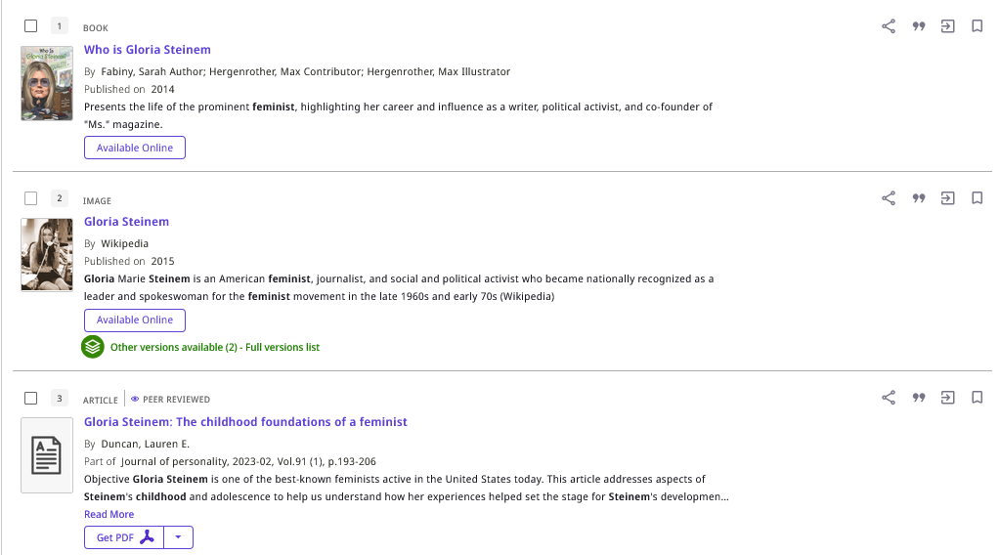 1 BOOK
Who is Gloria Steinem
By Fabiny, Sarah Author; Hergenrother, Max Contributor; Hergenrother, Max Illustrator
Published on 2014
Presents the life of the prominent feminist, highlighting her career and influence as a writer, political activist, and co-founder of
"Ms." magazine.
Available Online
2 IMAGE
Gloria Steinem
By Wikipedia
Published on 2015
Gloria Marie Steinem is an American feminist, journalist, and social and political activist who became nationally recognized as a
leader and spokeswoman for the feminist movement in the late 1960s and early 70s (Wikipedia)
Available Online
Other versions available (2) - Full versions list
3 ARTICLE PEER REVIEWED
Gloria Steinem: The childhood foundations of a feminist
By Duncan, Lauren E.
Part of Journal of personality, 2023-02, Vol.91 (1), p.193-206
Objective Gloria Steinem is one of the best-known feminists active in the United States today. This article addresses aspects of
Steinem's childhood and adolescence to help us understand how her experiences helped set the stage for Steinem's developmen...
Read More
Get PDF